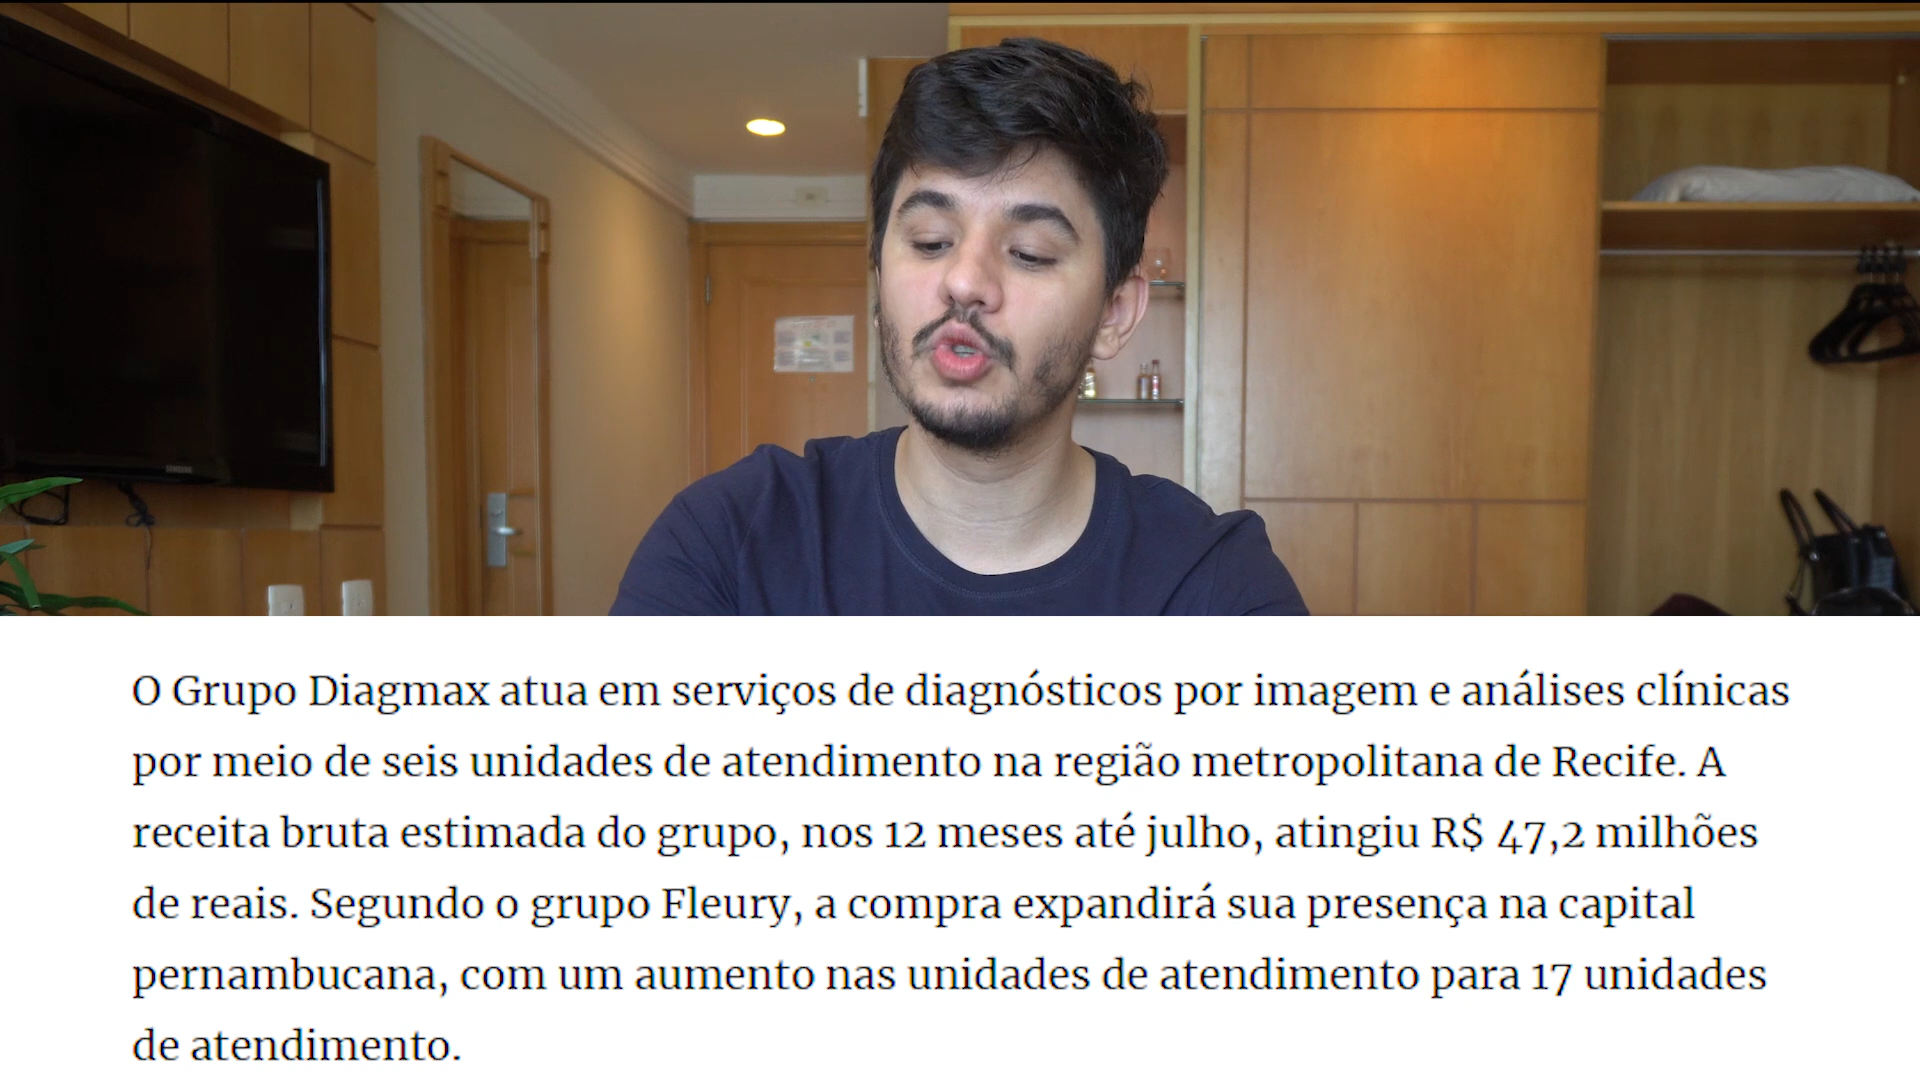 O Grupo Diagmax atua em serviços de diagnósticos por imagem e análises clínicas
por meio de seis unidades de atendimento na região metropolitana de Recife. A
receita bruta estimada do grupo, nos 12 meses até julho, atingiu R$ 47,2 milhões
de reais. Segundo o grupo Fleury, a compra expandirá sua presença na capital
pernambucana, com um aumento nas unidades de atendimento para 17 unidades
de atendimento.